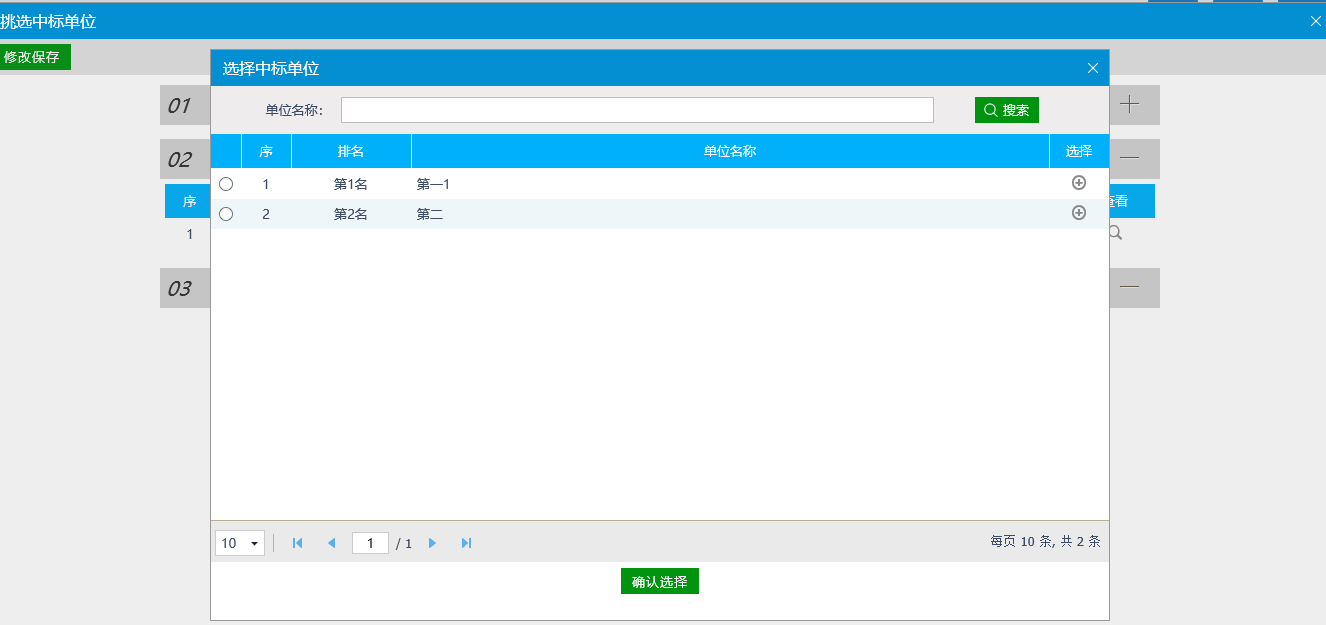 挑选中标单位
修改保存
选择中标单位
01
单位名称:
搜索
序 排名 单位名称 选择
02
1 第1名 第一1
序
2 第2名 第二
查看
1
03
10 1 / 1 每页 10 条, 共 2 条
确认选择